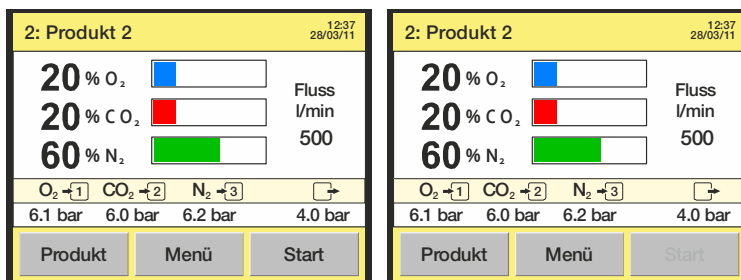 2: Produkt 2 12:37
28/03/11
20 % O₂
20 % CO₂
60 % N₂
Fluss
l/min
500
O₂ → 1 CO₂ → 2 N₂ → 3
6.1 bar 6.0 bar 6.2 bar 4.0 bar
Produkt Menü Start
2: Produkt 2 12:37
28/03/11
20 % O₂
20 % CO₂
60 % N₂
Fluss
l/min
500
O₂ → 1 CO₂ → 2 N₂ → 3
6.1 bar 6.0 bar 6.2 bar 4.0 bar
Produkt Menü Start